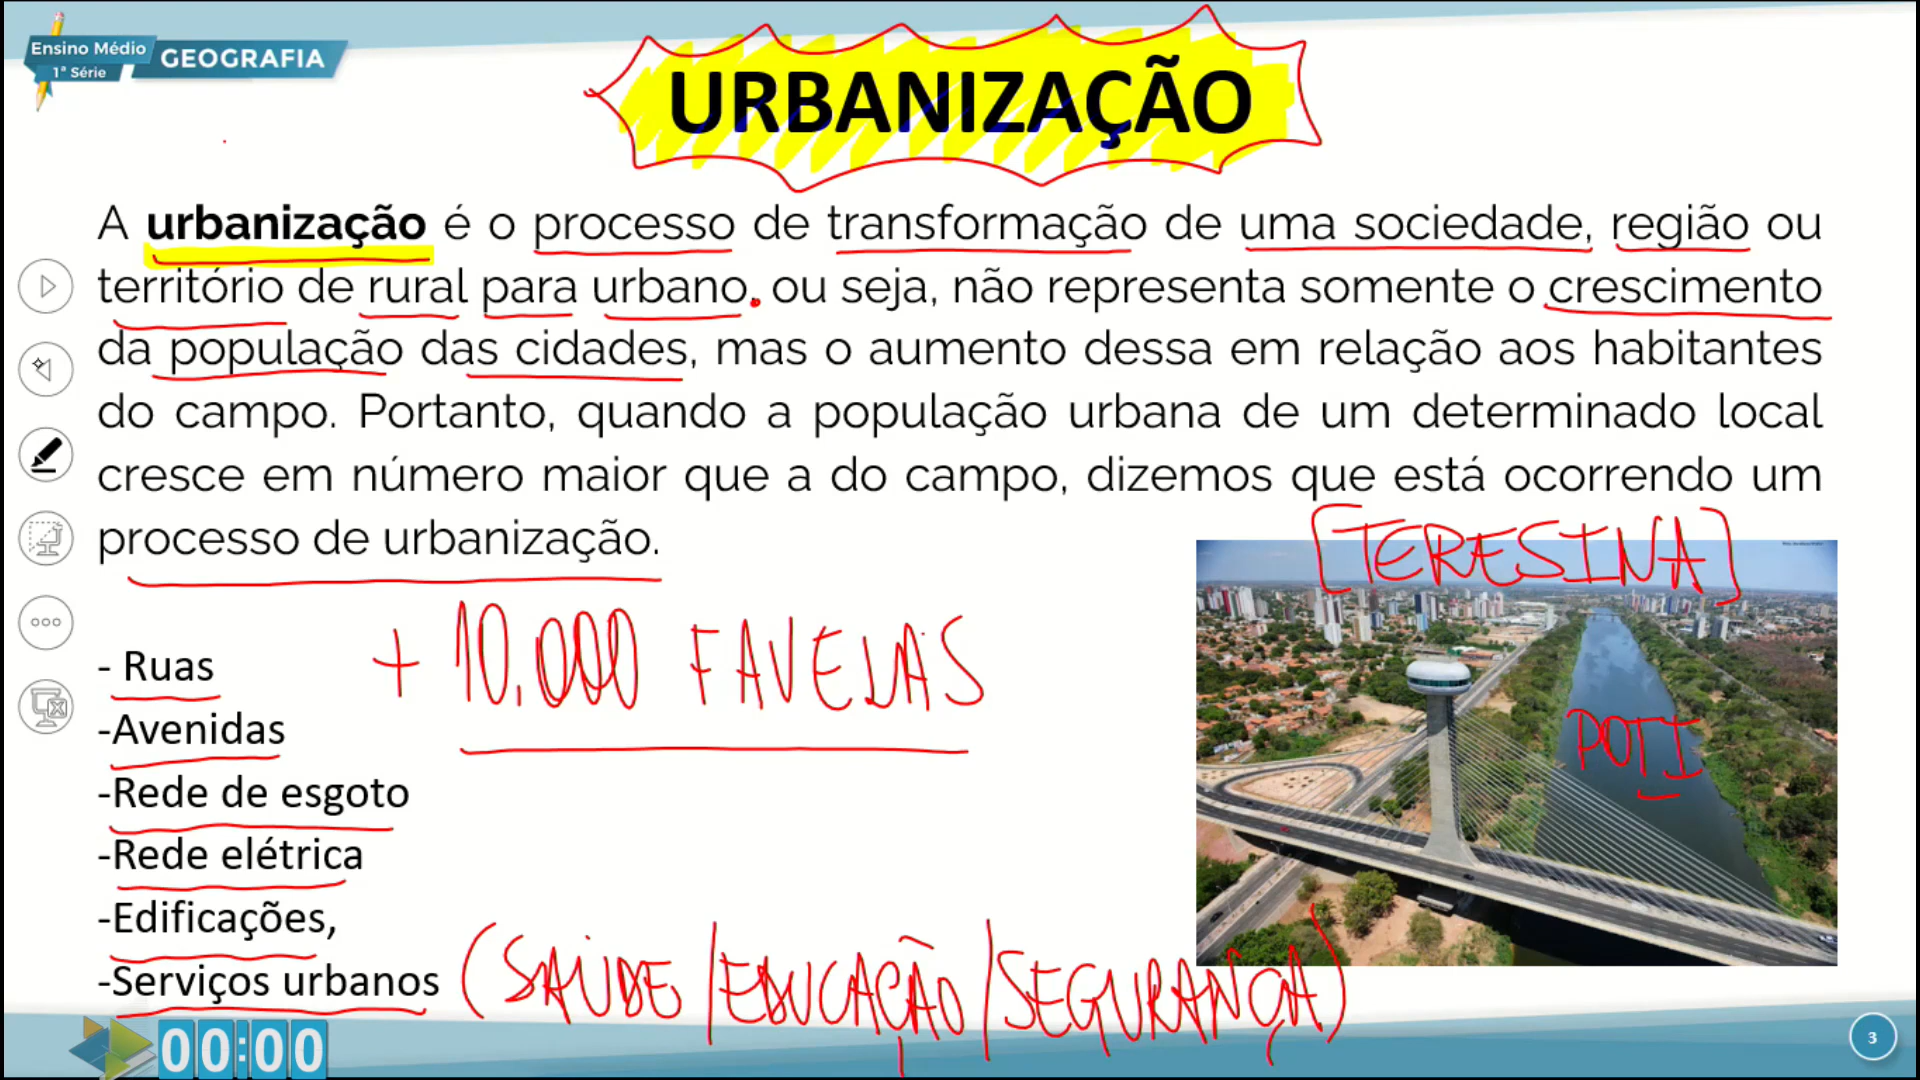 Ensino Médio
1ª Série
GEOGRAFIA
URBANIZAÇÃO
A urbanização é o processo de transformação de uma sociedade, região ou
território de rural para urbano, ou seja, não representa somente o crescimento
da população das cidades, mas o aumento dessa em relação aos habitantes
do campo. Portanto, quando a população urbana de um determinado local
cresce em número maior que a do campo, dizemos que está ocorrendo um
processo de urbanização.
[TERESINA]
+ 10.000 FAVELAS
POTI
- Ruas
-Avenidas
-Rede de esgoto
-Rede elétrica
-Edificações,
-Serviços urbanos (SAÚDE/EDUCAÇÃO/SEGURANÇA)
00:00
3